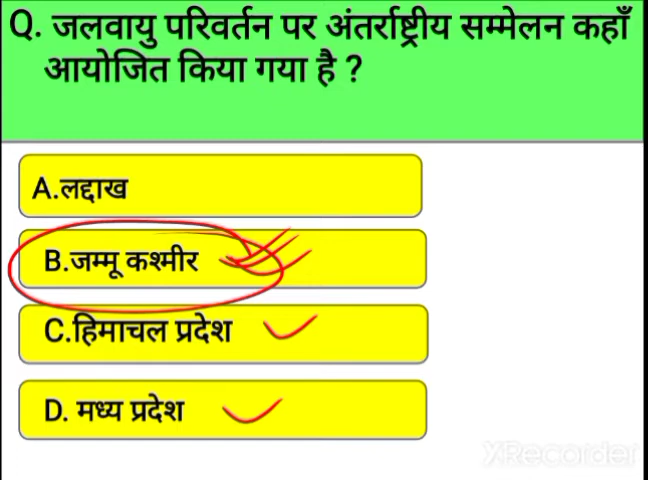 Q. जलवायु परिवर्तन पर अंतर्राष्ट्रीय सम्मेलन कहाँ
आयोजित किया गया है ?
A.लद्दाख
B.जम्मू कश्मीर
C.हिमाचल प्रदेश
D. मध्य प्रदेश
XRecorder